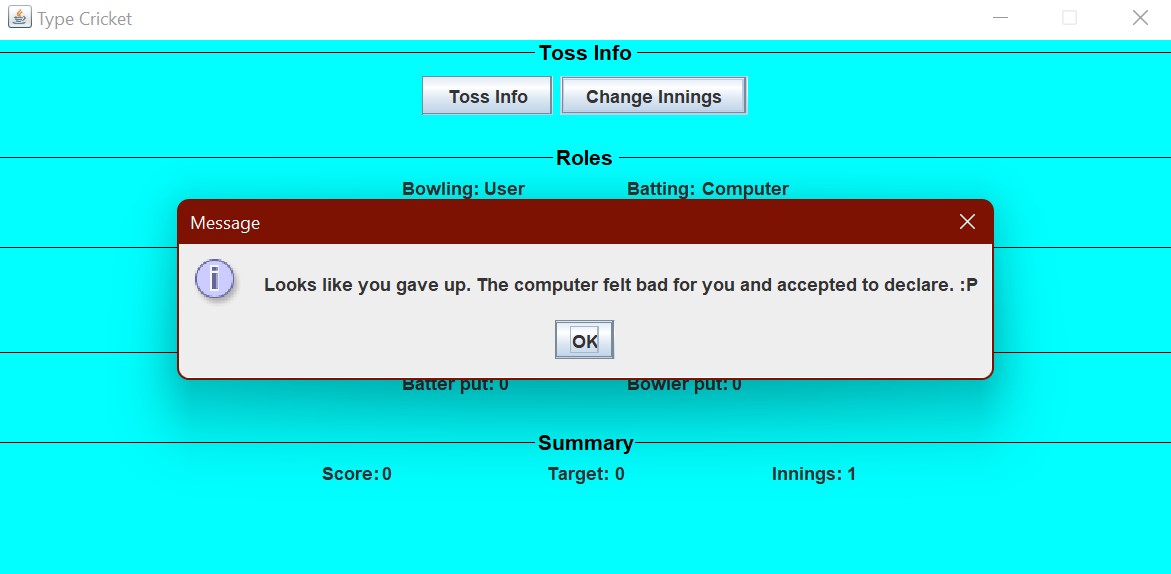 Type Cricket
Toss Info
Toss Info Change Innings
Roles
Bowling: User Batting: Computer
Message
Looks like you gave up. The computer felt bad for you and accepted to declare. :P
OK
Batter put: 0 Bowler put: 0
Summary
Score: 0 Target: 0 Innings: 1